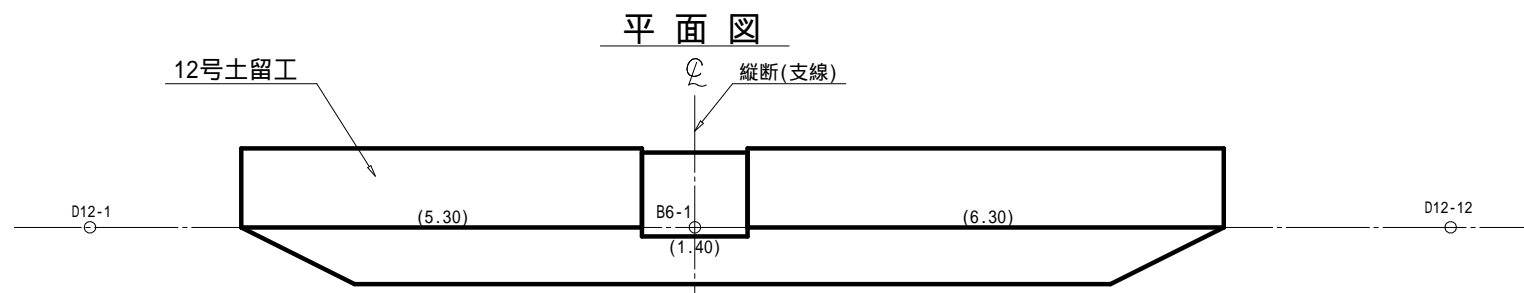 平面図
℄
縦断(支線)
12号土留工
D12-1
(5.30)
B6-1
(1.40)
(6.30)
D12-12